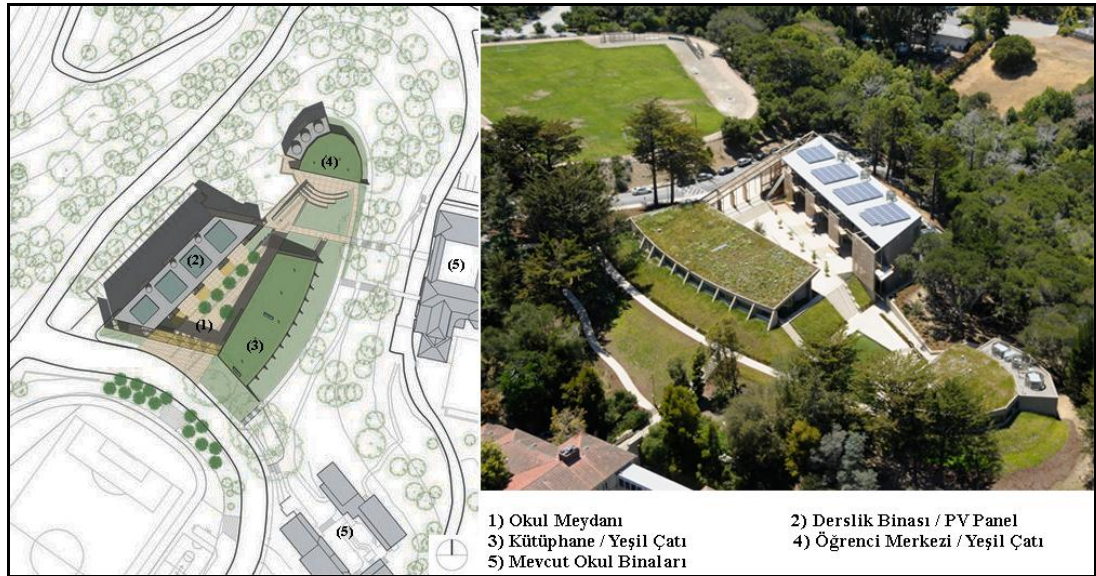 (4)
(2)
(5)
(1)
(3)
(5)
1) Okul Meydanı
2) Derslik Binası / PV Panel
3) Kütüphane / Yeşil Çatı
4) Öğrenci Merkezi / Yeşil Çatı
5) Mevcut Okul Binaları